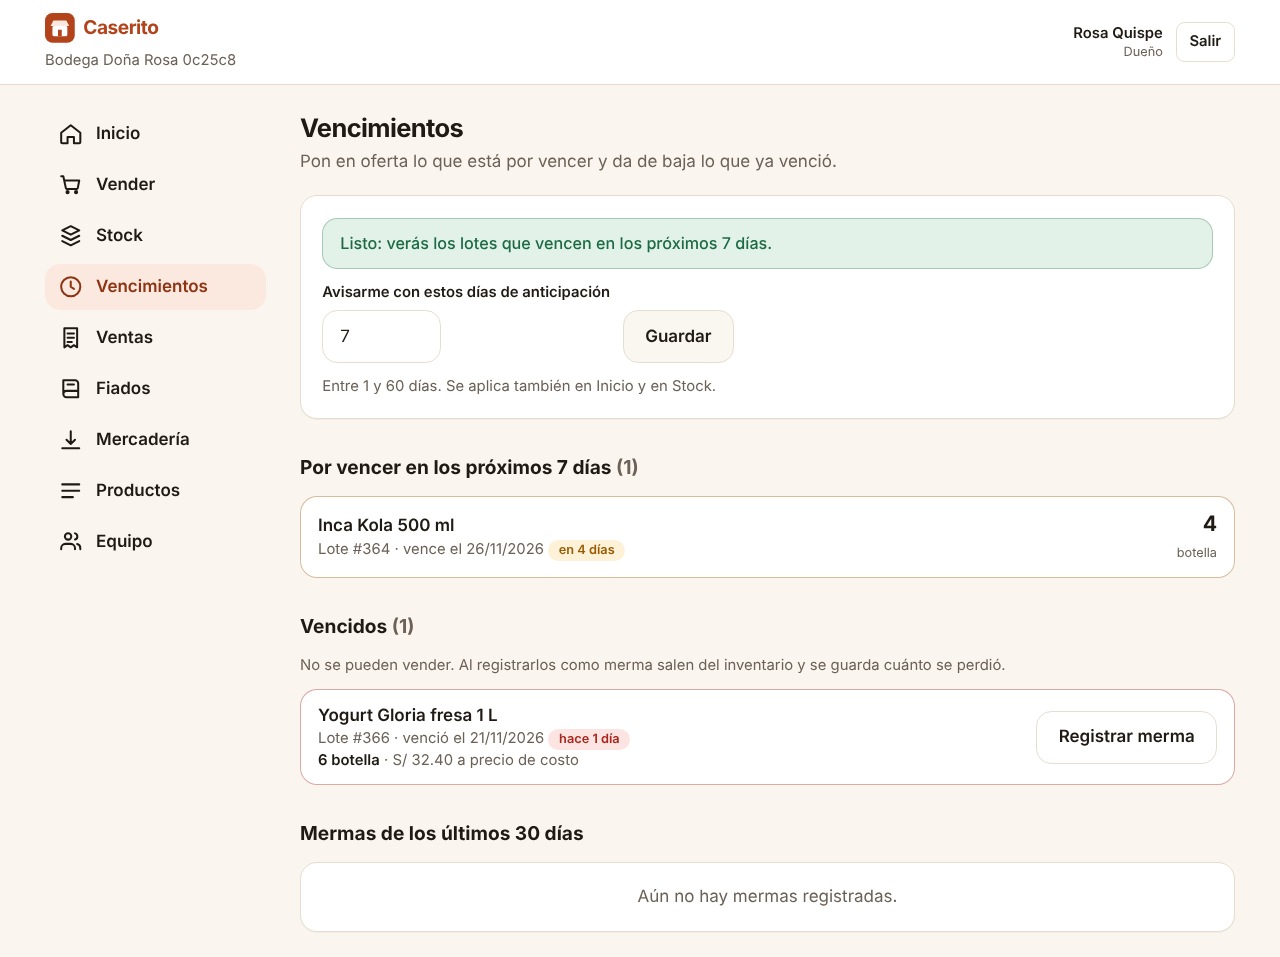 Caserito
Bodega Doña Rosa 0c25c8
Rosa Quispe
Dueño
Salir
Inicio
Vender
Stock
Vencimientos
Ventas
Fiados
Mercadería
Productos
Equipo
Vencimientos
Pon en oferta lo que está por vencer y da de baja lo que ya venció.
Listo: verás los lotes que vencen en los próximos 7 días.
Avisarme con estos días de anticipación
7
Guardar
Entre 1 y 60 días. Se aplica también en Inicio y en Stock.
Por vencer en los próximos 7 días (1)
Inca Kola 500 ml
Lote #364 · vence el 26/11/2026 en 4 días
4
botella
Vencidos (1)
No se pueden vender. Al registrarlos como merma salen del inventario y se guarda cuánto se perdió.
Yogurt Gloria fresa 1 L
Lote #366 · venció el 21/11/2026 hace 1 día
6 botella · S/ 32.40 a precio de costo
Registrar merma
Mermas de los últimos 30 días
Aún no hay mermas registradas.